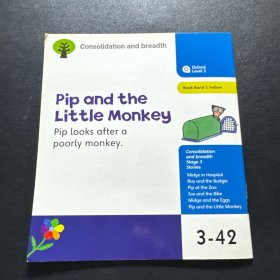 Consolidation and breadth
Oxford
Level 3
Book Band 3 Yellow
Pip and the
Little Monkey
Pip looks after a
poorly monkey.
Consolidation
and breadth
Stage 3
Stories
Midge in Hospital
Roy and the Budgie
Pip at the Zoo
Joe and the Bike
Midge and the Eggs
Pip and the Little Monkey
3-42